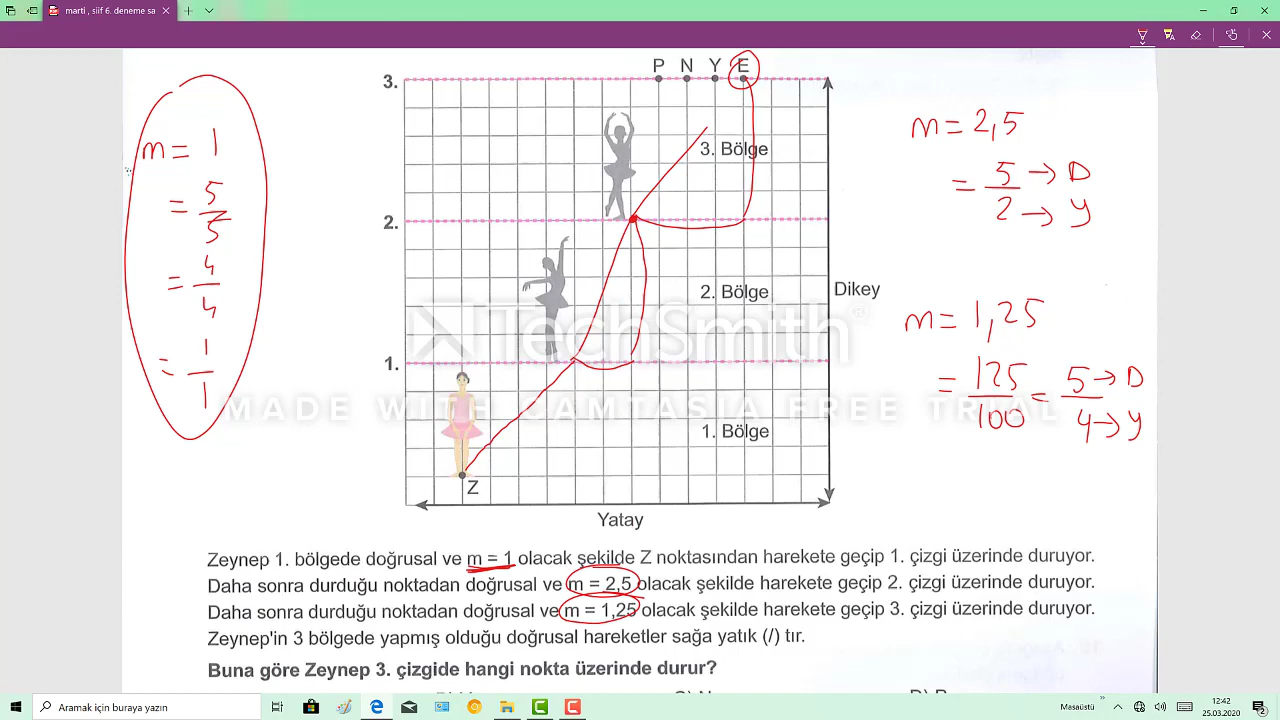 marti , siif 6. deneme sa
P N Y E
3.
3. Bölge
2.
2. Bölge
Dikey
1.
1. Bölge
Z
Yatay
m = 1
= 5/5
= 4/4
= 1/1
m = 2,5
= 5/2 → D → y
m = 1,25
= 125/100 = 5/4 → D → y
TechSmith®
MADE WITH CAMTASIA FREE TRIAL
Zeynep 1. bölgede doğrusal ve m = 1 olacak şekilde Z noktasından harekete geçip 1. çizgi üzerinde duruyor.
Daha sonra durduğu noktadan doğrusal ve m = 2,5 olacak şekilde harekete geçip 2. çizgi üzerinde duruyor.
Daha sonra durduğu noktadan doğrusal ve m = 1,25 olacak şekilde harekete geçip 3. çizgi üzerinde duruyor.
Zeynep'in 3 bölgede yapmış olduğu doğrusal hareketler sağa yatık (/) tır.
Buna göre Zeynep 3. çizgide hangi nokta üzerinde durur?
Aramak için buraya yazın
Masaüstü
12:42
25.03.2020
2